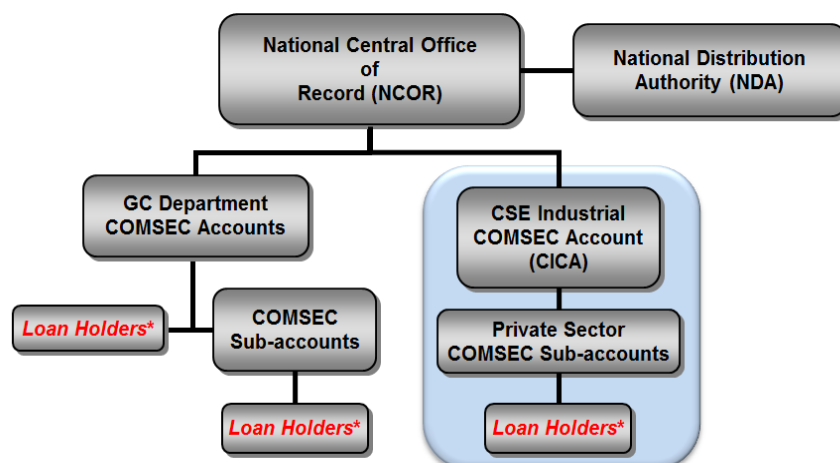 National Central Office
of
Record (NCOR)
National Distribution
Authority (NDA)
GC Department
COMSEC Accounts
CSE Industrial
COMSEC Account
(CICA)
Loan Holders*
COMSEC
Sub-accounts
Private Sector
COMSEC Sub-accounts
Loan Holders*
Loan Holders*